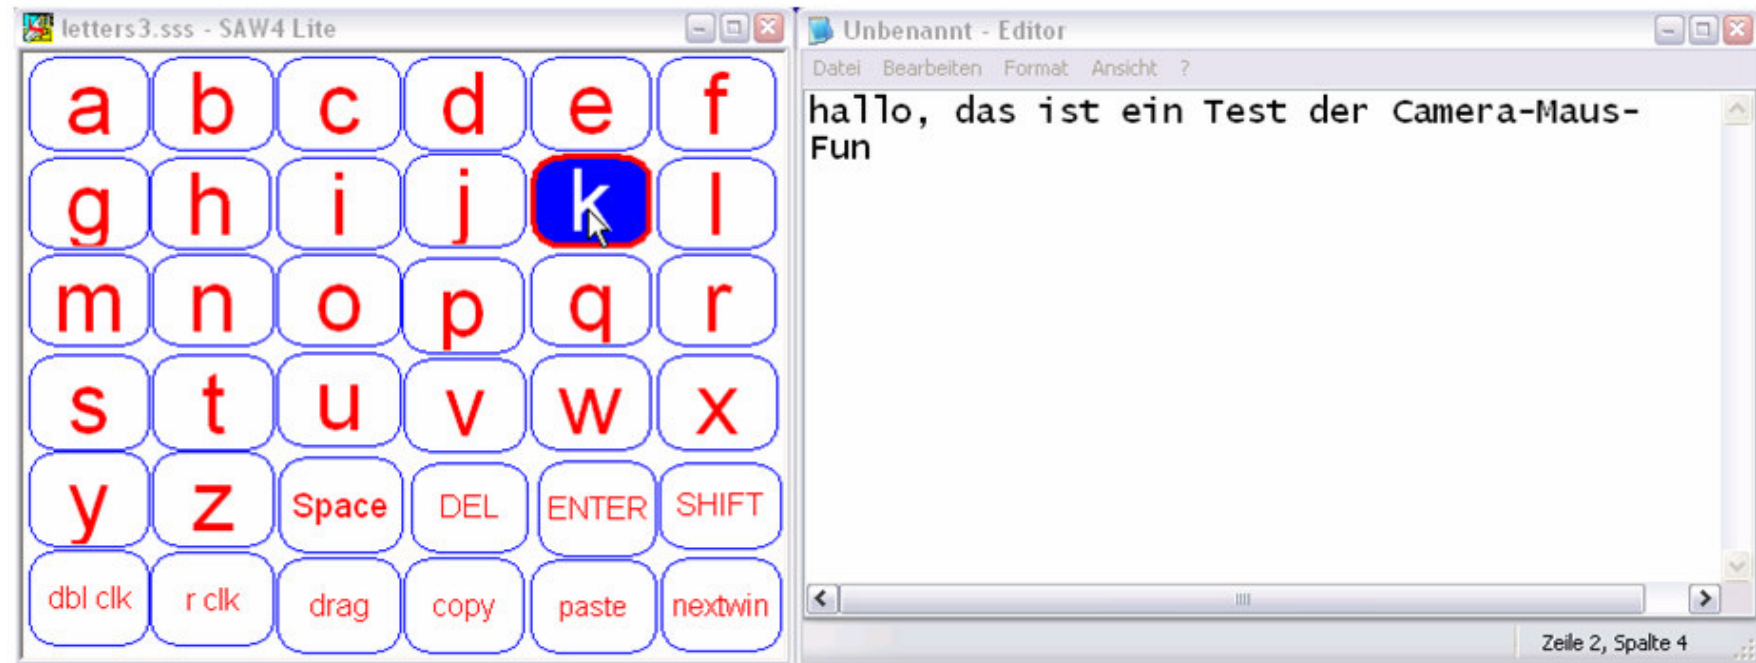 letters3.sss - SAW4 Lite
a b c d e f
g h i j k l
m n o p q r
s t u v w x
y z Space DEL ENTER SHIFT
dbl clk r clk drag copy paste nextwin
Unbenannt - Editor
Datei Bearbeiten Format Ansicht ?
hallo, das ist ein Test der Camera-Maus-
Fun
Zeile 2, Spalte 4